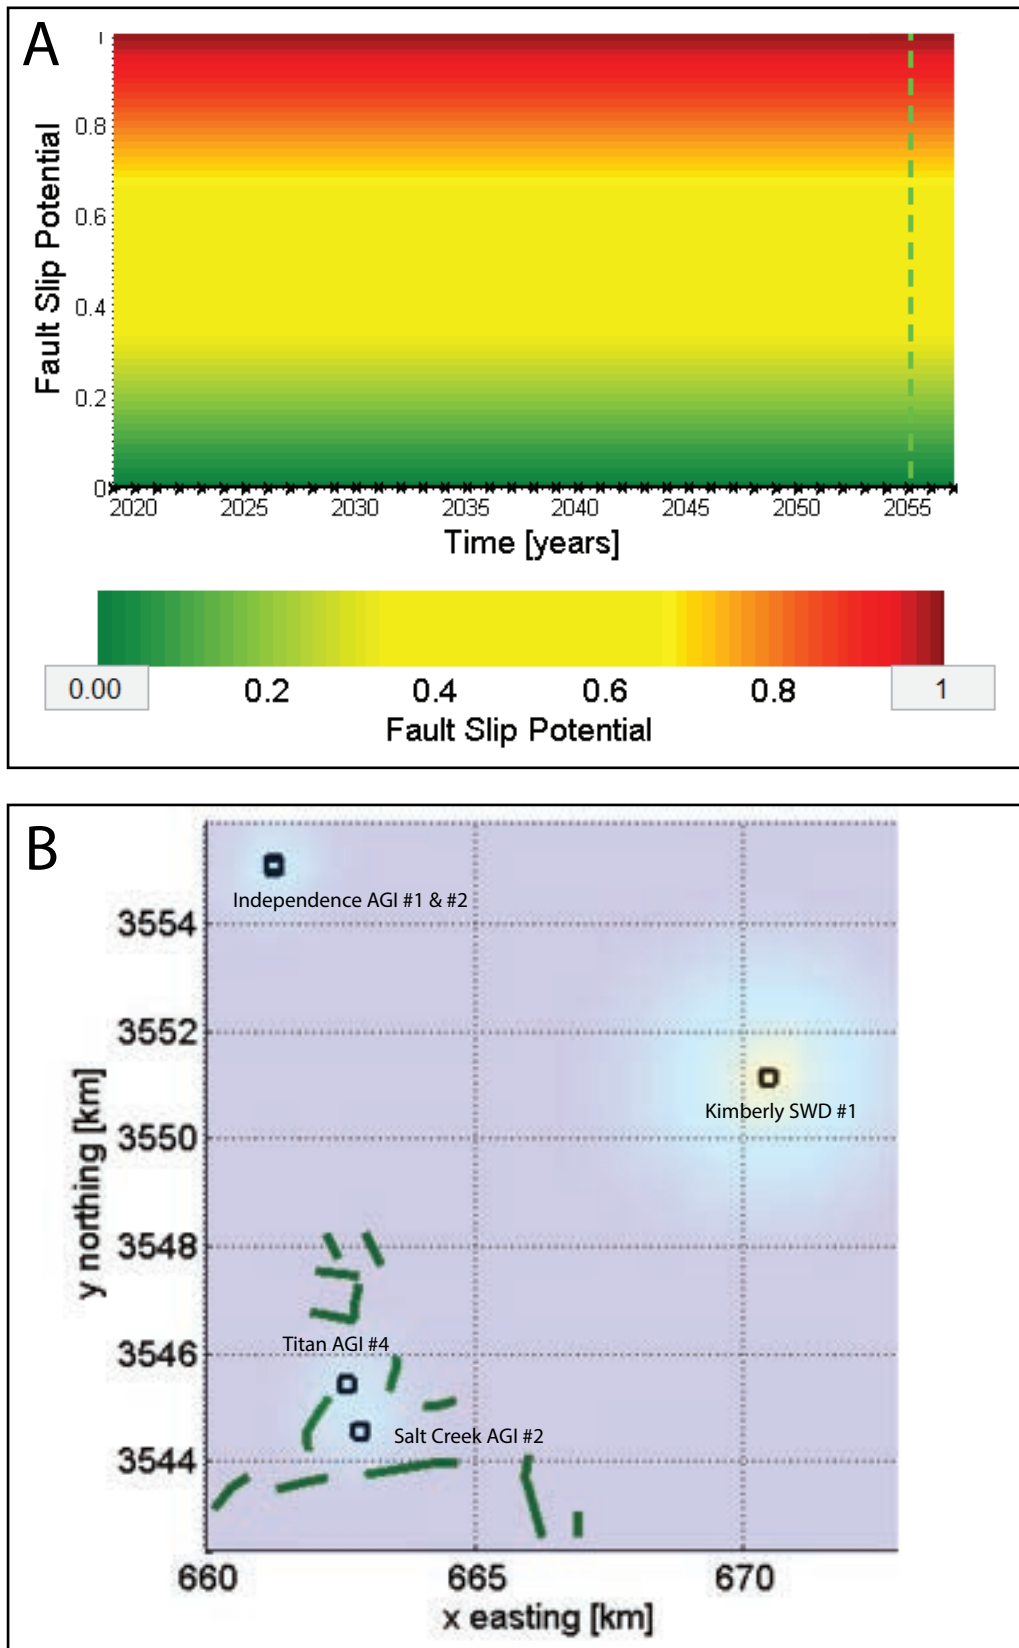 A
Fault Slip Potential
1
0.8
0.6
0.4
0.2
0
2020 2025 2030 2035 2040 2045 2050 2055
Time [years]
0.00 0.2 0.4 0.6 0.8 1
Fault Slip Potential
B
y northing [km]
Independence AGI #1 & #2
3554
3552
Kimberly SWD #1
3550
3548
Titan AGI #4
3546
Salt Creek AGI #2
3544
660 665 670
x easting [km]